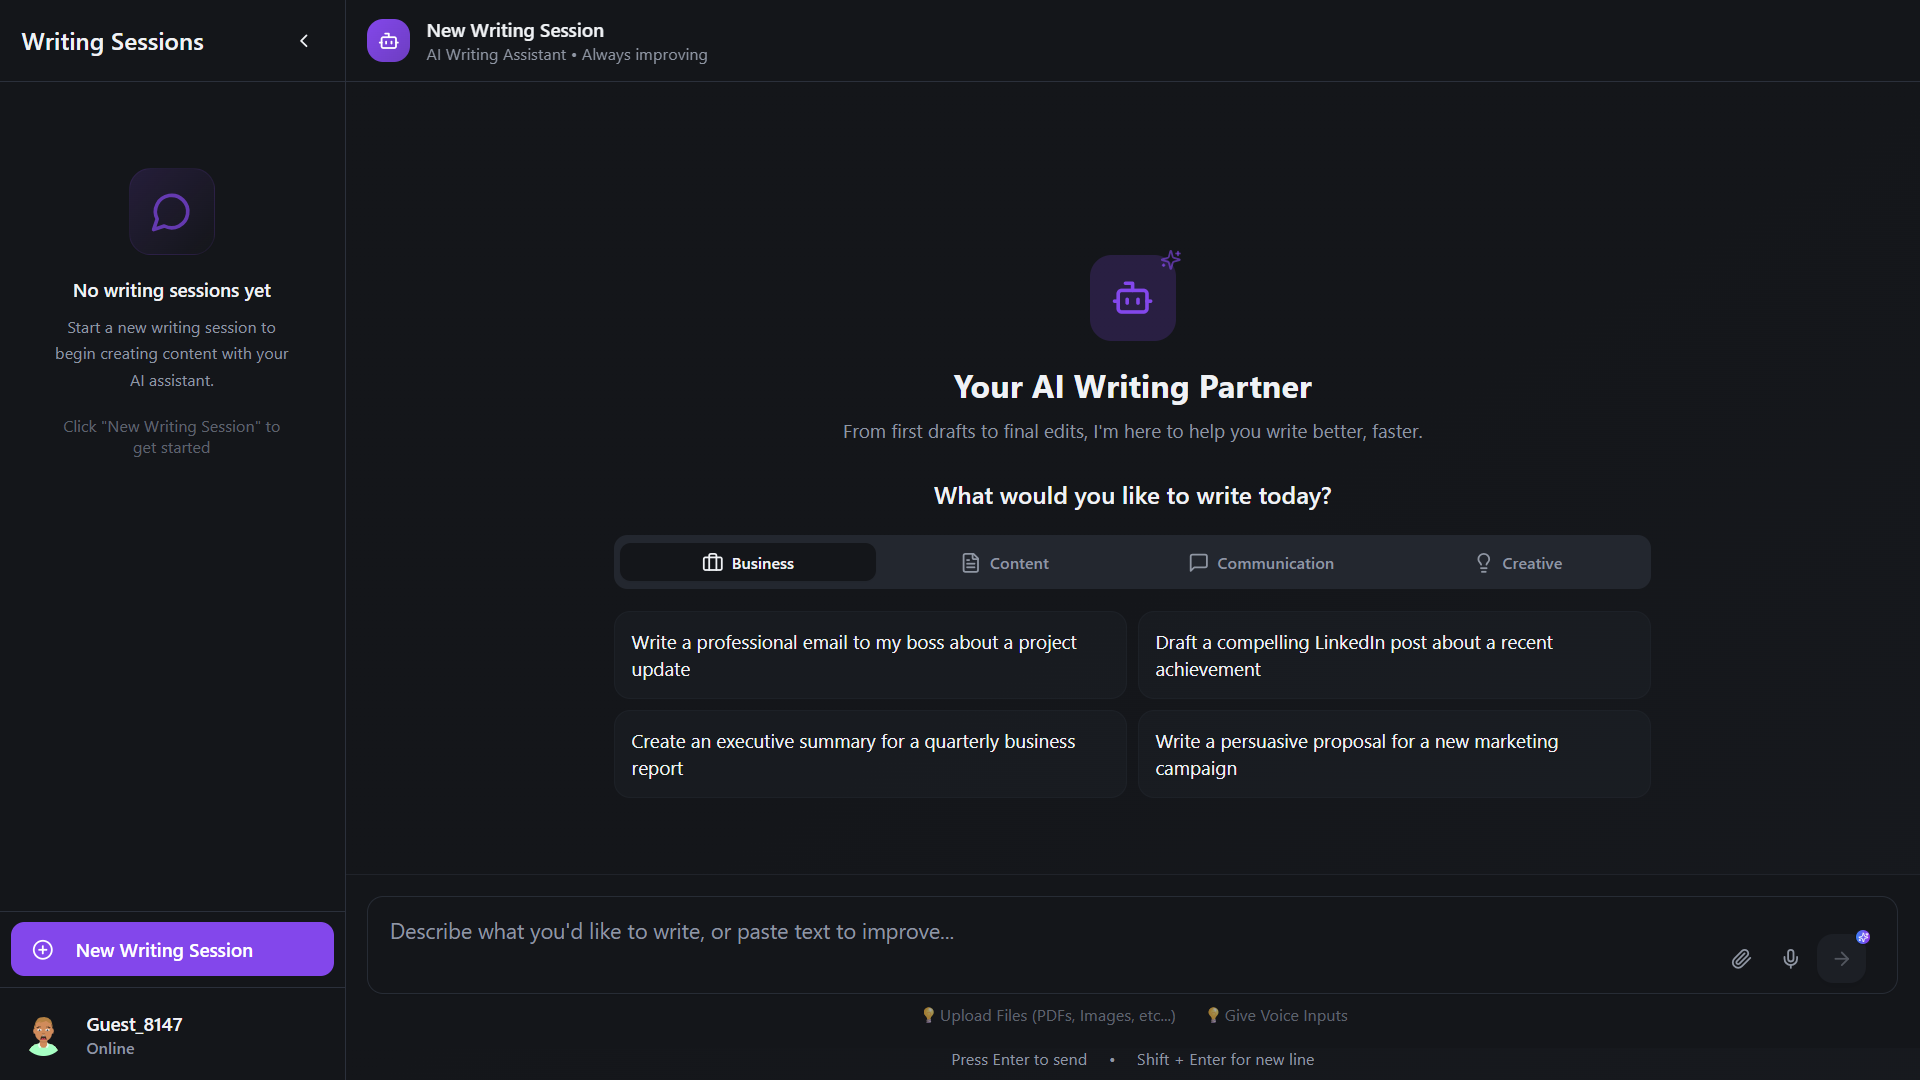 Writing Sessions
New Writing Session
AI Writing Assistant • Always improving
No writing sessions yet
Start a new writing session to
begin creating content with your
AI assistant.
Click "New Writing Session" to
get started
Your AI Writing Partner
From first drafts to final edits, I'm here to help you write better, faster.
What would you like to write today?
Business
Content
Communication
Creative
Write a professional email to my boss about a project
update
Draft a compelling LinkedIn post about a recent
achievement
Create an executive summary for a quarterly business
report
Write a persuasive proposal for a new marketing
campaign
Describe what you'd like to write, or paste text to improve...
💡 Upload Files (PDFs, Images, etc...)
💡 Give Voice Inputs
Press Enter to send • Shift + Enter for new line
New Writing Session
Guest_8147
Online